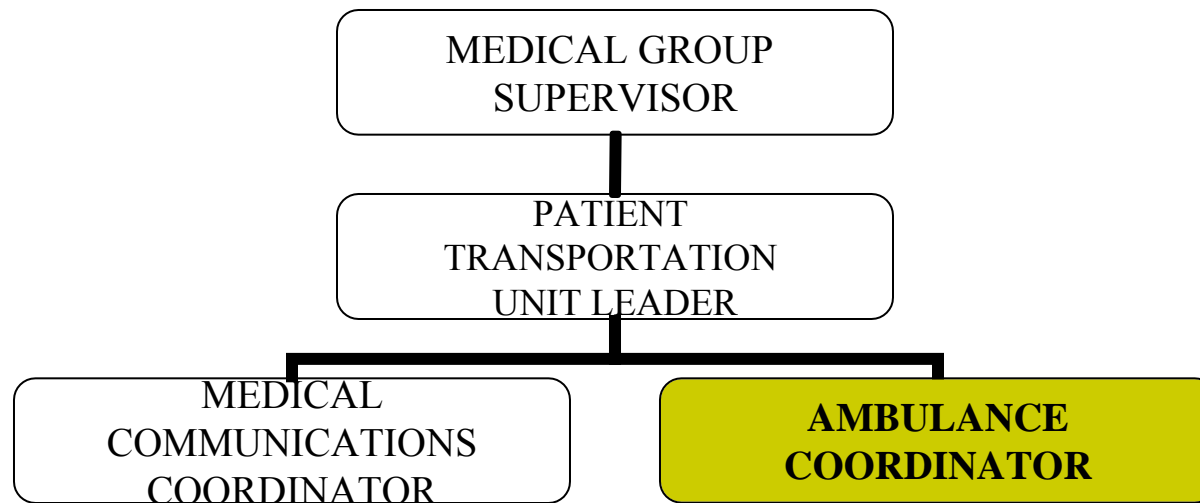 MEDICAL GROUP
SUPERVISOR
PATIENT
TRANSPORTATION
UNIT LEADER
MEDICAL
COMMUNICATIONS
COORDINATOR
AMBULANCE
COORDINATOR